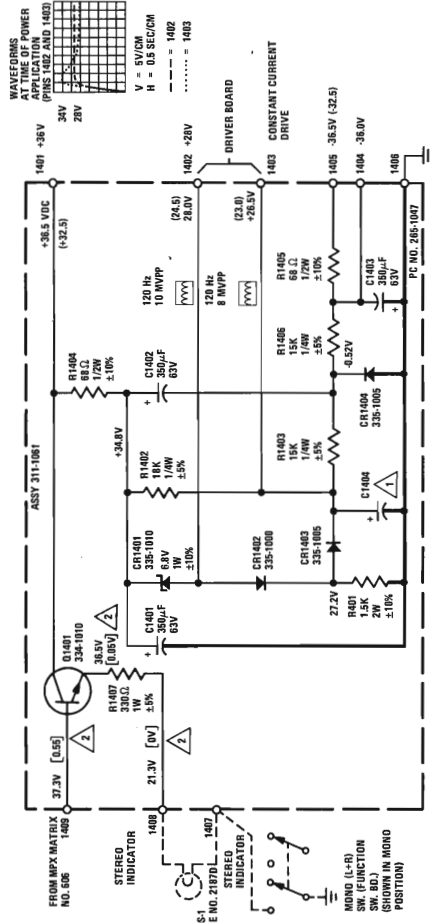 WAVEFORMS
AT TIME OF POWER
APPLICATION
(PINS 1402 AND 1403)
34V
28V
V = 5V/CM
H = 0.5 SEC/CM
= 1402
= 1403
ASSY 311-1061
FROM MPX MATRIX
NO. 606
1409
37.3V
[0.55]
2
Q1401
334-1010
36.5V
[0.05V]
2
R1407
330Ω
1W
±5%
STEREO
INDICATOR
1408
21.3V
[0V]
2
S-1
E NO. 2187D
1407
STEREO
INDICATOR
MONO (L+R)
SW. (FUNCTION
SW. BD.)
(SHOWN IN MONO
POSITION)
+36.5 VDC
(+32.5)
1401 +36V
R1404
68 Ω
1/2W
±10%
+34.8V
C1401
350µF
63V
+
CR1401
335-1010
6.8V
1W
±10%
R1402
18K
1/4W
±5%
C1402
350µF
63V
+
120 Hz
10 MVPP
(24.5)
28.0V
1402 +28V
DRIVER BOARD
120 Hz
8 MVPP
(23.0)
+26.5V
1403
CONSTANT CURRENT
DRIVE
CR1402
335-1000
27.2V
CR1403
335-1005
R1403
15K
1/4W
±5%
-0.52V
R1406
15K
1/4W
±5%
R1405
68 Ω
1/2W
±10%
1405 -36.5V (-32.5)
1404 -36.0V
R401
1.5K
2W
±10%
C1404
+
1
CR1404
335-1005
C1403
350µF
63V
+
1406
PC NO. 265-1047